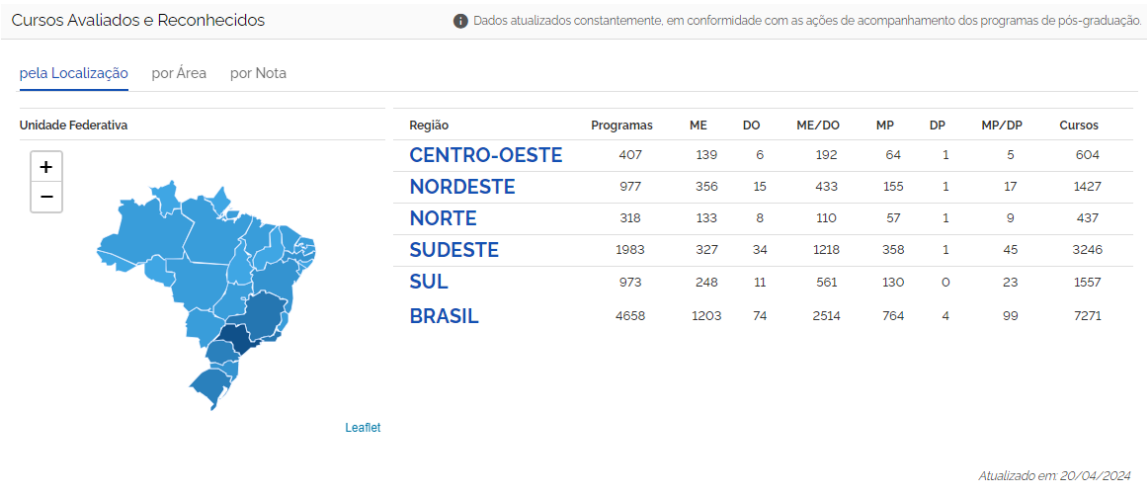 Cursos Avaliados e Reconhecidos
Dados atualizados constantemente, em conformidade com as ações de acompanhamento dos programas de pós-graduação.
pela Localização por Área por Nota
Unidade Federativa
+
−
Leaflet
Região Programas ME DO ME/DO MP DP MP/DP Cursos
CENTRO-OESTE 407 139 6 192 64 1 5 604
NORDESTE 977 356 15 433 155 1 17 1427
NORTE 318 133 8 110 57 1 9 437
SUDESTE 1983 327 34 1218 358 1 45 3246
SUL 973 248 11 561 130 0 23 1557
BRASIL 4658 1203 74 2514 764 4 99 7271
Atualizado em: 20/04/2024